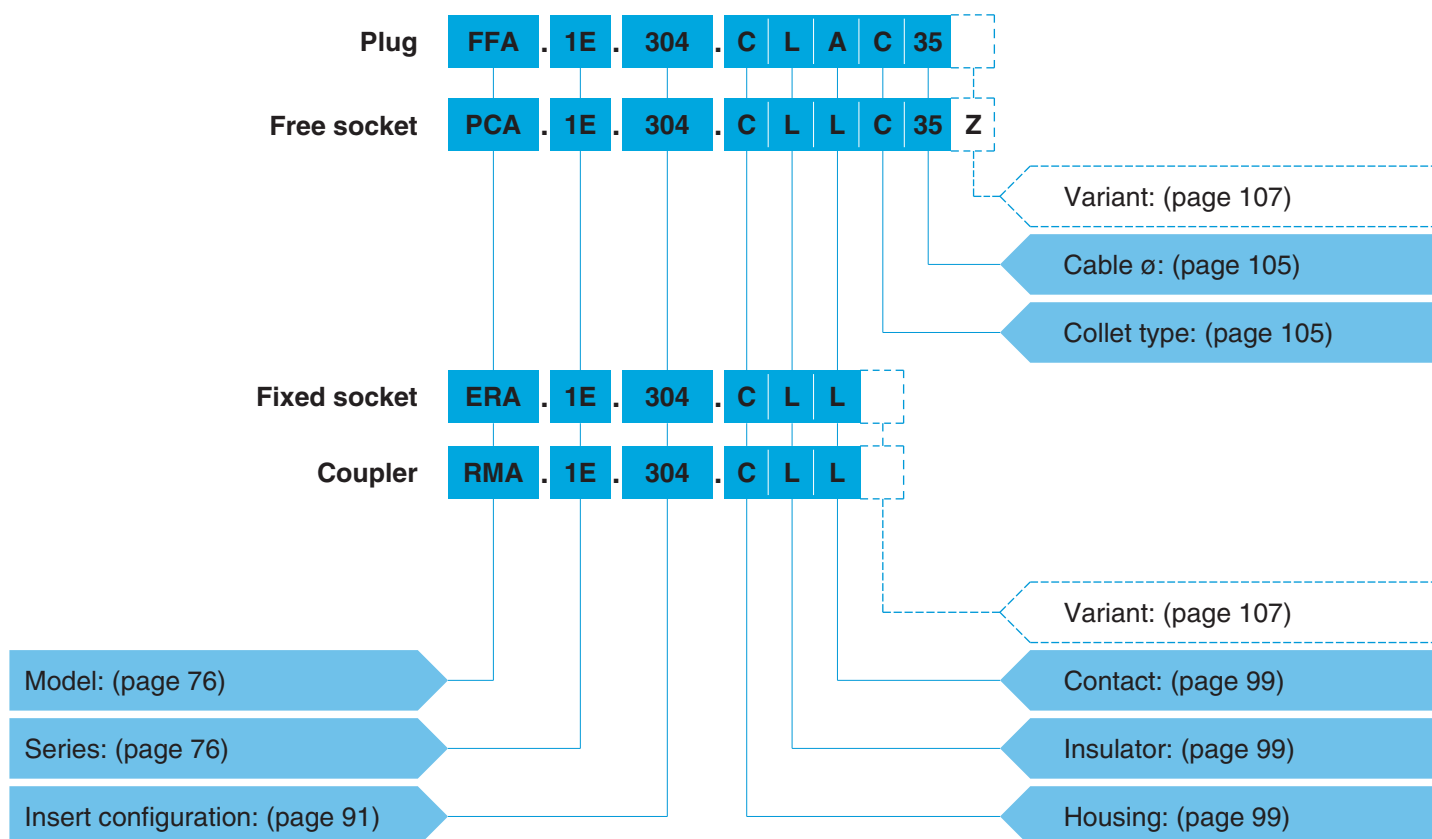 Plug FFA . 1E . 304 . C L A C 35
Free socket PCA . 1E . 304 . C L L C 35 Z
Variant: (page 107)
Cable ø: (page 105)
Collet type: (page 105)
Fixed socket ERA . 1E . 304 . C L L
Coupler RMA . 1E . 304 . C L L
Variant: (page 107)
Model: (page 76) Contact: (page 99)
Series: (page 76) Insulator: (page 99)
Insert configuration: (page 91) Housing: (page 99)